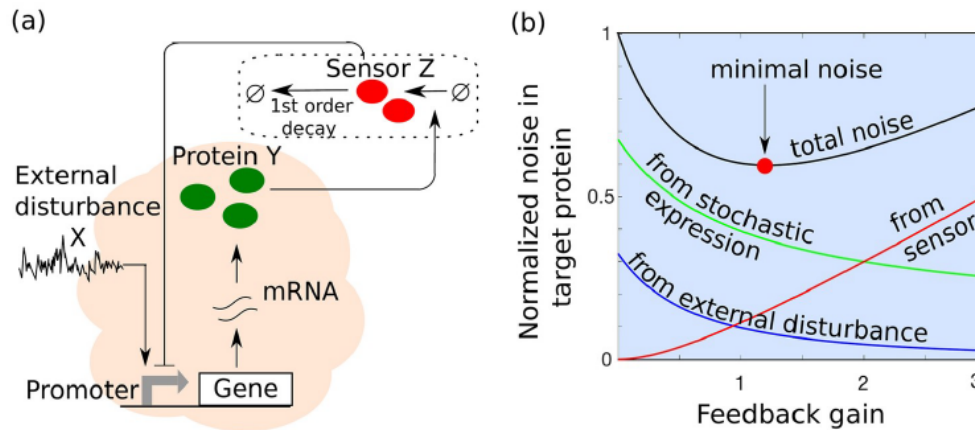 (a)
Sensor Z
∅
∅
1st order
decay
Protein Y
External
disturbance
X
mRNA
Promoter
Gene
(b)
Normalized noise in
target protein
1
0.5
0
minimal noise
total noise
from stochastic
expression
from
sensor
from external disturbance
1
2
3
Feedback gain